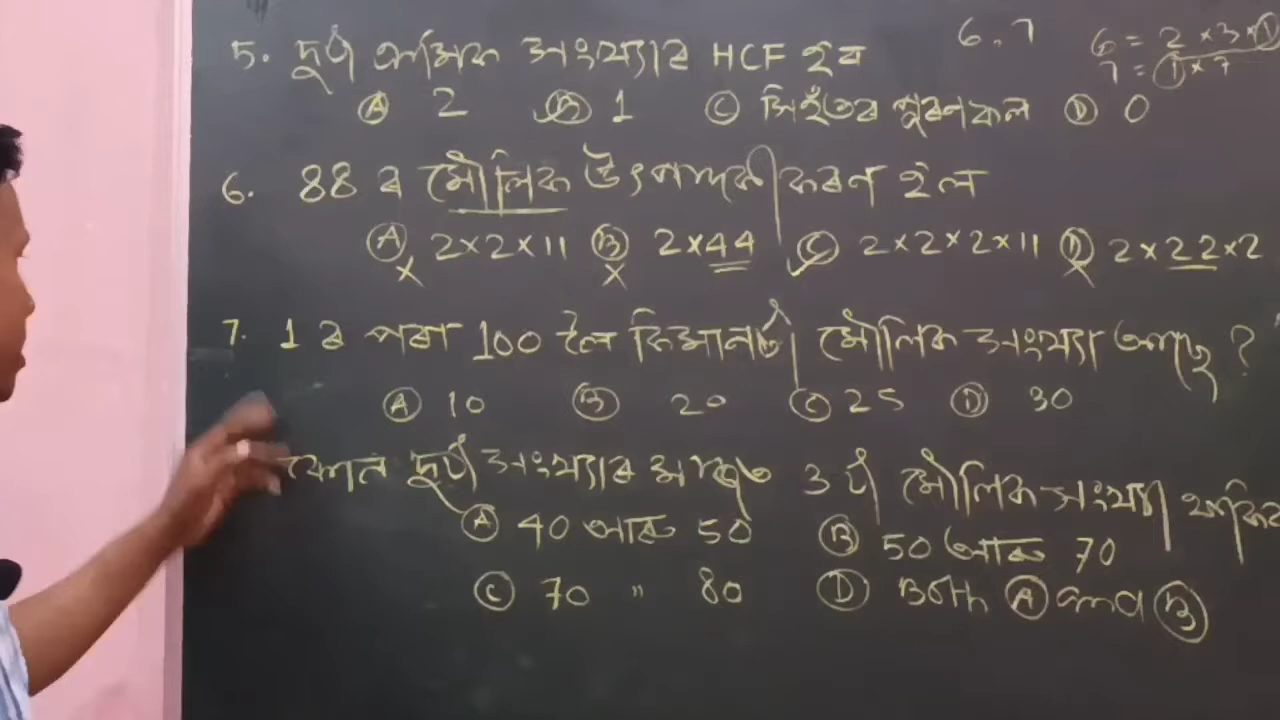 5. দুটা ক্ৰমিক সংখ্যাৰ HCF হব
6.7
6 = 2 × 3 × 1
7 = 1 × 7
A 2 B 1 C সিহঁতৰ পূৰণফল D 0
6. 88 ৰ মৌলিক উৎপাদকীকৰণ হ'ল
A 2×2×11 B 2×44 C 2×2×2×11 D 2×22×2
7. 1 ৰ পৰা 100 লৈ কিমানটা মৌলিক সংখ্যা আছে ?
A 10 B 20 C 25 D 30
কোন দুটা সংখ্যাৰ মাজত 3 টা মৌলিক সংখ্যা
A 40 আৰু 50 B 50 আৰু 70
C 70 " 80 D Both A and B